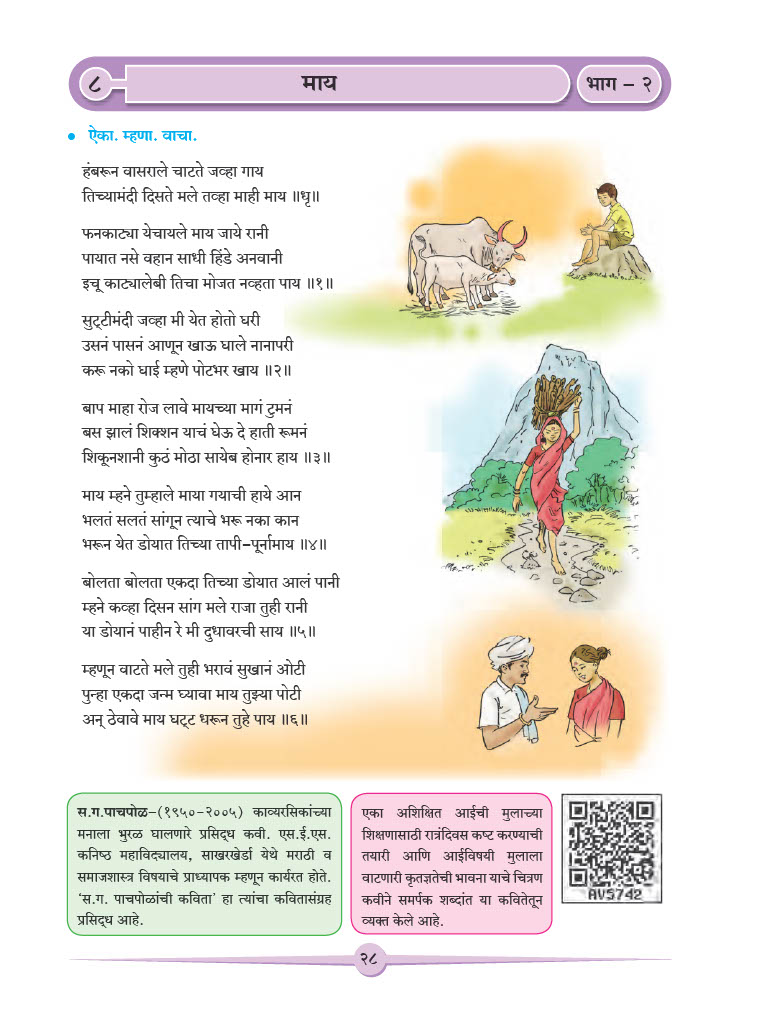 ८
माय
भाग – २
• ऐका. म्हणा. वाचा.
हंबरून वासराले चाटते जव्हा गाय
तिच्यामंदी दिसते मले तव्हा माही माय ॥धृ॥
फनकाट्या येचायले माय जाये रानी
पायात नसे वहान साधी हिंडे अनवानी
इचू काट्यालेबी तिचा मोजत नव्हता पाय ॥१॥
सुट्टीमंदी जव्हा मी येत होतो घरी
उसनं पासनं आणून खाऊ घाले नानापरी
करू नको घाई म्हणे पोटभर खाय ॥२॥
बाप माहा रोज लावे मायच्या मागं टुमनं
बस झालं शिक्शन याचं घेऊ दे हाती रूमनं
शिकूनशानी कुठं मोठा सायेब होनार हाय ॥३॥
माय म्हने तुम्हाले माया गयाची हाये आन
भलतं सलतं सांगून त्याचे भरू नका कान
भरून येत डोयात तिच्या तापी–पूर्नामाय ॥४॥
बोलता बोलता एकदा तिच्या डोयात आलं पानी
म्हने कव्हा दिसन सांग मले राजा तुही रानी
या डोयानं पाहीन रे मी दुधावरची साय ॥५॥
म्हणून वाटते मले तुही भरावं सुखानं ओटी
पुन्हा एकदा जन्म घ्यावा माय तुझ्या पोटी
अन् ठेवावे माय घट्ट धरून तुहे पाय ॥६॥
स.ग.पाचपोळ–(१९५०–२००५) काव्यरसिकांच्या
मनाला भुरळ घालणारे प्रसिद्ध कवी. एस.ई.एस.
कनिष्ठ महाविद्यालय, साखरखेर्डा येथे मराठी व
समाजशास्त्र विषयाचे प्राध्यापक म्हणून कार्यरत होते.
‘स.ग. पाचपोळांची कविता’ हा त्यांचा कवितासंग्रह
प्रसिद्ध आहे.
एका अशिक्षित आईची मुलाच्या
शिक्षणासाठी रात्रंदिवस कष्ट करण्याची
तयारी आणि आईविषयी मुलाला
वाटणारी कृतज्ञतेची भावना याचे चित्रण
कवीने समर्पक शब्दांत या कवितेतून
व्यक्त केले आहे.
AV5742
२८